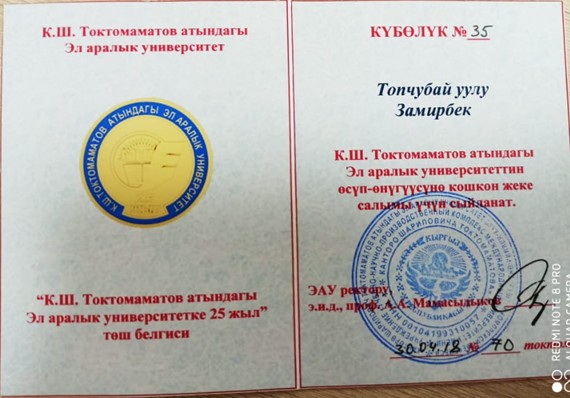 К.Ш. Токтомаматов атындагы
Эл аралык университет
К.Ш. ТОКТОМАМАТОВ АТЫНДАГЫ ЭЛ АРАЛЫК УНИВЕРСИТЕТ
“К.Ш. Токтомаматов атындагы
Эл аралык университетке 25 жыл”
төш белгиси
КҮБӨЛҮК № 35
Топчубай уулу
Замирбек
К.Ш. Токтомаматов атындагы
Эл аралык университеттин
өсүп-өнүгүүсүнө кошкон жеке
салымы үчүн сыйланат.
ЭАУ ректору
э.и.д., проф. А.А. Мамасыдыков
30.04.18 № 70 токтом
REDMI NOTE 8 PRO
AI QUAD CAMERA